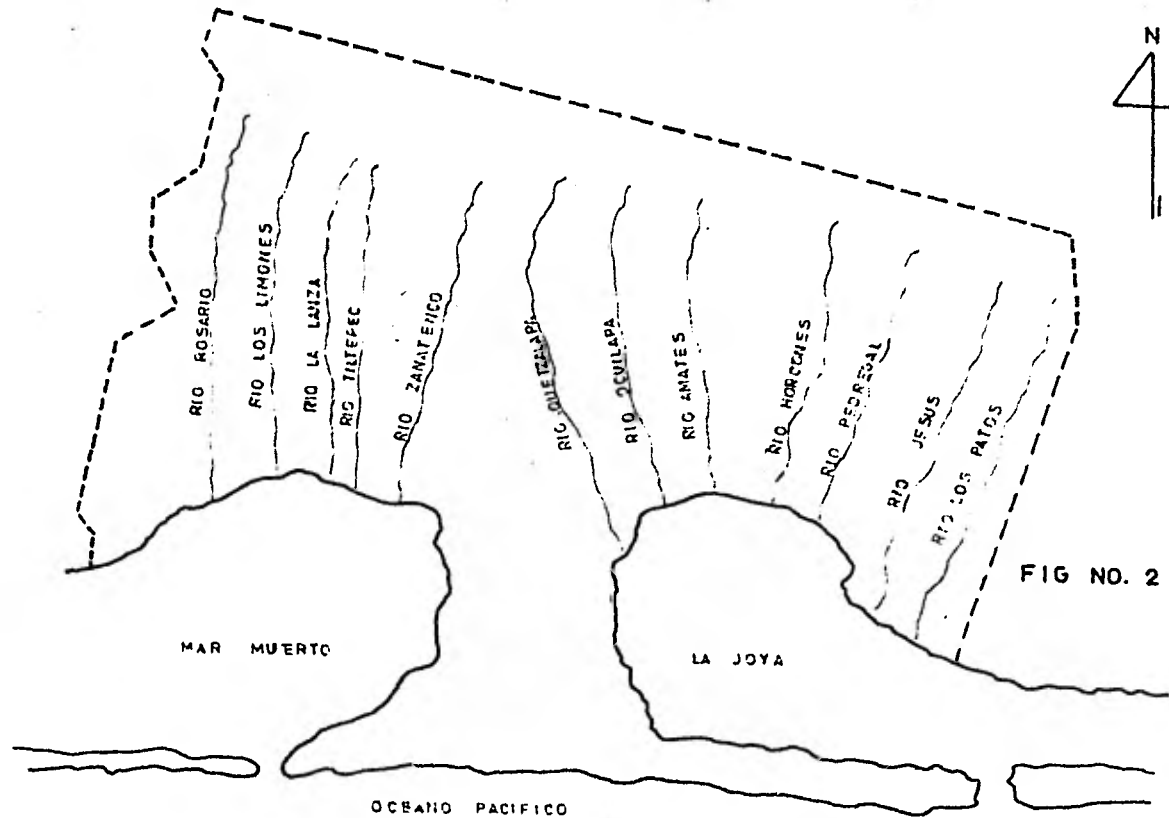 N
RIO ROSARIO
RIO LOS LIMONES
RIO LA LANZA
RIO TILTEPEC
RIO ZANATENCO
RIO QUETZALAPA
RIO OCUILAPA
RIO AMATES
RIO HORCONES
RIO PEDREGAL
RIO JESUS
RIO LOS PATOS
FIG NO. 2
MAR MUERTO
LA JOYA
OCEANO PACIFICO